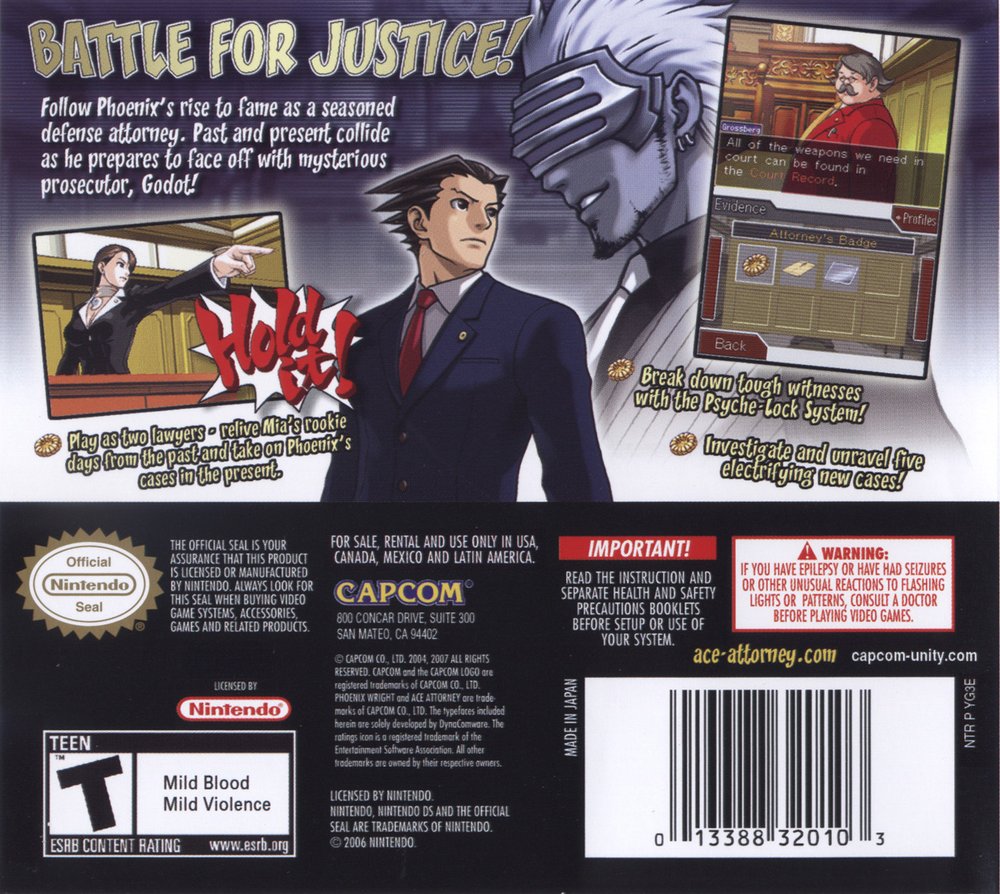 BATTLE FOR JUSTICE!
Follow Phoenix's rise to fame as a seasoned
defense attorney. Past and present collide
as he prepares to face off with mysterious
prosecutor, Godot!
Hold
it!
Play as two lawyers - relive Mia's rookie
days from the past and take on Phoenix's
cases in the present.
Grossberg
All of the weapons we need in
court can be found in
the Court Record.
Evidence
Profiles
Attorney's Badge
Back
Break down tough witnesses
with the Psyche-Lock System!
Investigate and unravel five
electrifying new cases!
Official
Nintendo
Seal
®
THE OFFICIAL SEAL IS YOUR
ASSURANCE THAT THIS PRODUCT
IS LICENSED OR MANUFACTURED
BY NINTENDO. ALWAYS LOOK FOR
THIS SEAL WHEN BUYING VIDEO
GAME SYSTEMS, ACCESSORIES,
GAMES AND RELATED PRODUCTS.
LICENSED BY
Nintendo®
TEEN
T
TM
Mild Blood
Mild Violence
ESRB CONTENT RATING www.esrb.org
FOR SALE, RENTAL AND USE ONLY IN USA,
CANADA, MEXICO AND LATIN AMERICA.
CAPCOM®
800 CONCAR DRIVE, SUITE 300
SAN MATEO, CA 94402
© CAPCOM CO., LTD. 2004, 2007 ALL RIGHTS
RESERVED. CAPCOM and the CAPCOM LOGO are
registered trademarks of CAPCOM CO., LTD.
PHOENIX WRIGHT and ACE ATTORNEY are trade-
marks of CAPCOM CO., LTD. The typefaces included
herein are solely developed by DynaComware. The
ratings icon is a registered trademark of the
Entertainment Software Association. All other
trademarks are owned by their respective owners.
LICENSED BY NINTENDO.
NINTENDO, NINTENDO DS AND THE OFFICIAL
SEAL ARE TRADEMARKS OF NINTENDO.
© 2006 NINTENDO.
IMPORTANT!
READ THE INSTRUCTION AND
SEPARATE HEALTH AND SAFETY
PRECAUTIONS BOOKLETS
BEFORE SETUP OR USE OF
YOUR SYSTEM.
WARNING:
IF YOU HAVE EPILEPSY OR HAVE HAD SEIZURES
OR OTHER UNUSUAL REACTIONS TO FLASHING
LIGHTS OR PATTERNS, CONSULT A DOCTOR
BEFORE PLAYING VIDEO GAMES.
ace-attorney.com capcom-unity.com
MADE IN JAPAN
0 13388 32010 3
NTR P YG3E